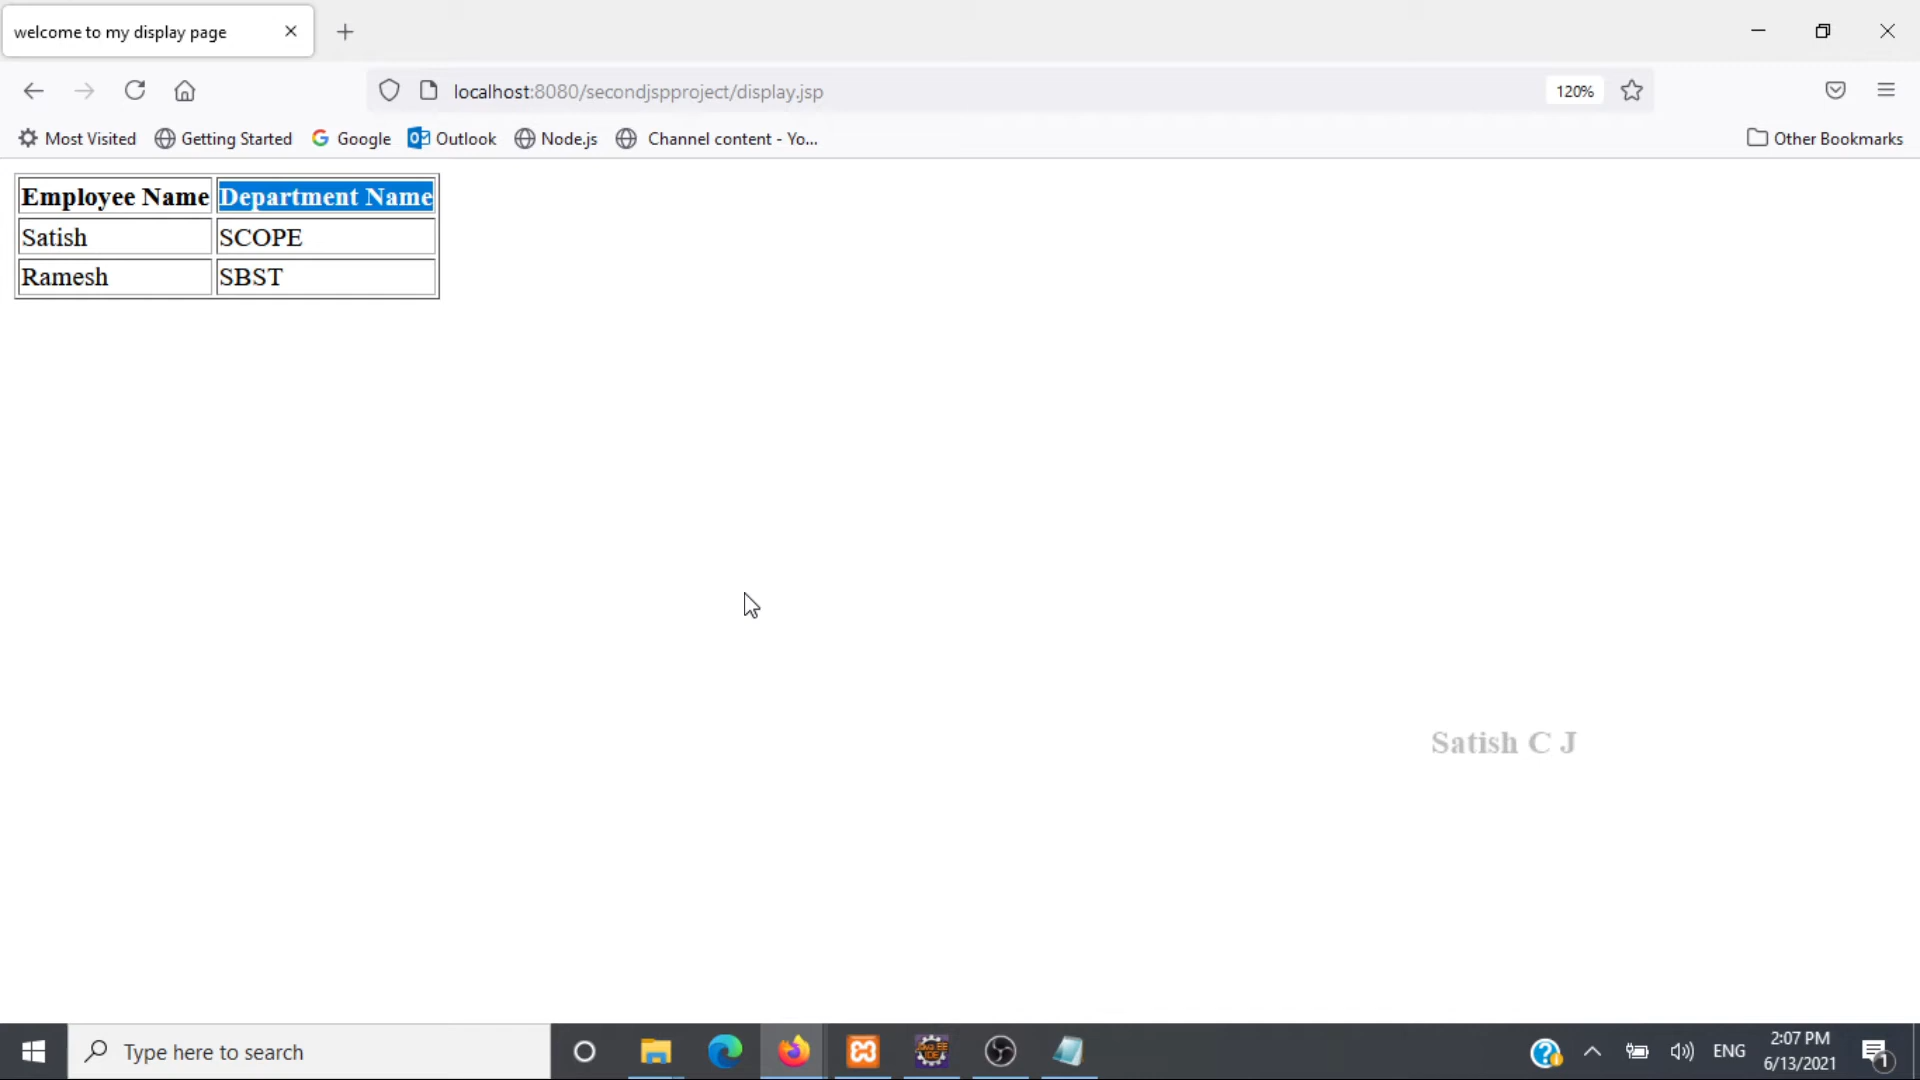 welcome to my display page
localhost:8080/secondjspproject/display.jsp
120%
Most Visited
Getting Started
Google
Outlook
Node.js
Channel content - Yo...
Other Bookmarks
Employee Name Department Name
Satish SCOPE
Ramesh SBST
Satish C J
Type here to search
ENG
2:07 PM
6/13/2021
1